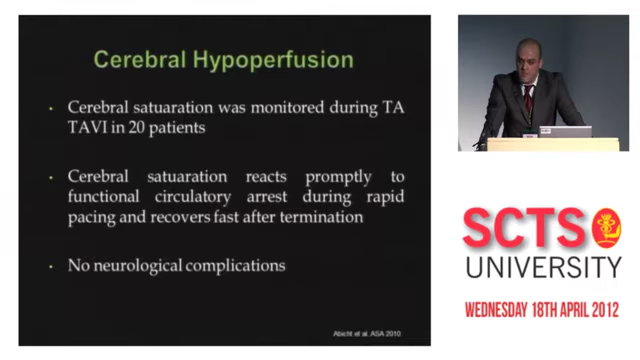 Cerebral Hypoperfusion
• Cerebral satuaration was monitored during TA
TAVI in 20 patients
• Cerebral satuaration reacts promptly to
functional circulatory arrest during rapid
pacing and recovers fast after termination
• No neurological complications
Abicht et al. ASA 2010
SCTS
UNIVERSITY
WEDNESDAY 18TH APRIL 2012